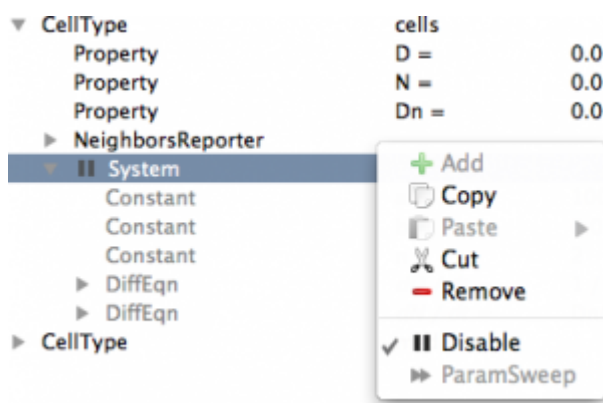 CellType cells
Property D = 0.0
Property N = 0.0
Property Dn = 0.0
NeighborsReporter
System
Constant
Constant
Constant
DiffEqn
DiffEqn
CellType
Add
Copy
Paste
Cut
Remove
Disable
ParamSweep